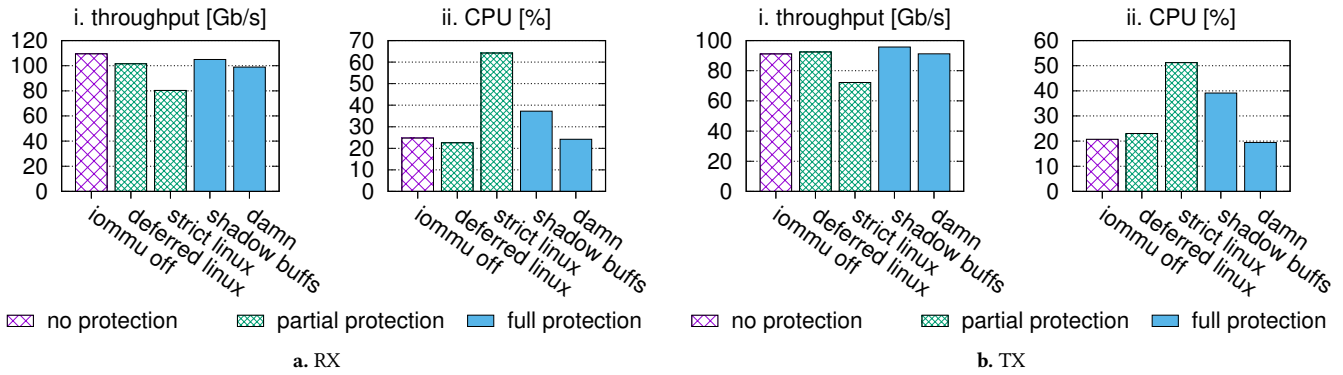 i. throughput [Gb/s]
120
100
80
60
40
20
0
iommu off
deferred linux
strict linux
shadow buffs
damn
ii. CPU [%]
70
60
50
40
30
20
10
0
iommu off
deferred linux
strict linux
shadow buffs
damn
no protection
partial protection
full protection
a. RX
i. throughput [Gb/s]
100
80
60
40
20
0
iommu off
deferred linux
strict linux
shadow buffs
damn
ii. CPU [%]
60
50
40
30
20
10
0
iommu off
deferred linux
strict linux
shadow buffs
damn
no protection
partial protection
full protection
b. TX